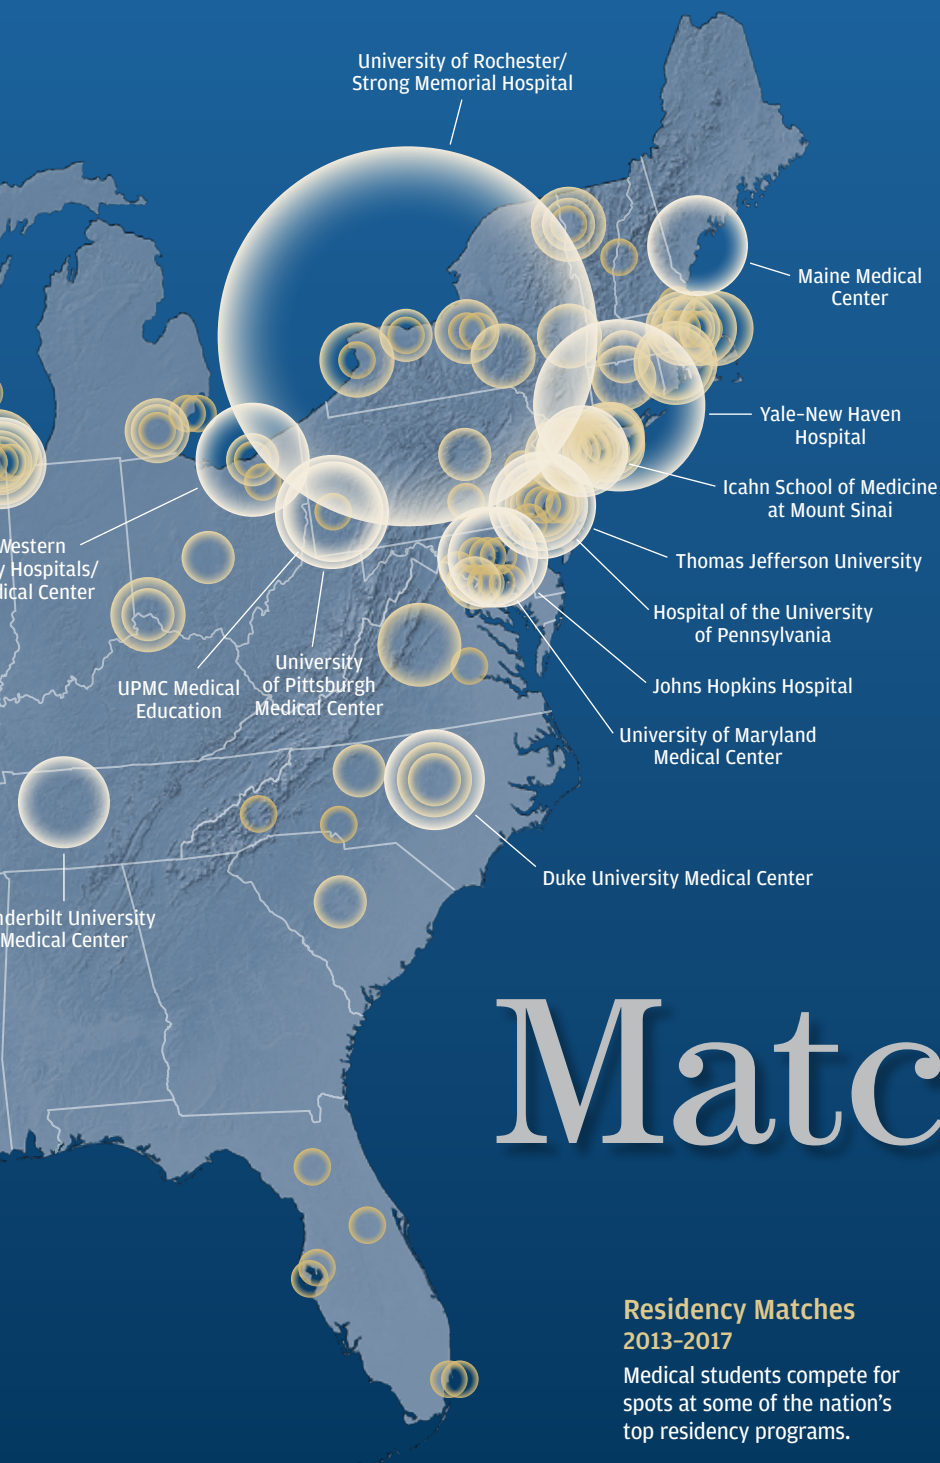 University of Rochester/
Strong Memorial Hospital
Maine Medical
Center
Yale–New Haven
Hospital
Icahn School of Medicine
at Mount Sinai
Western
y Hospitals/
dical Center
Thomas Jefferson University
Hospital of the University
of Pennsylvania
UPMC Medical
Education
University
of Pittsburgh
Medical Center
Johns Hopkins Hospital
University of Maryland
Medical Center
Duke University Medical Center
nderbilt University
Medical Center
Matc
Residency Matches
2013–2017
Medical students compete for
spots at some of the nation’s
top residency programs.